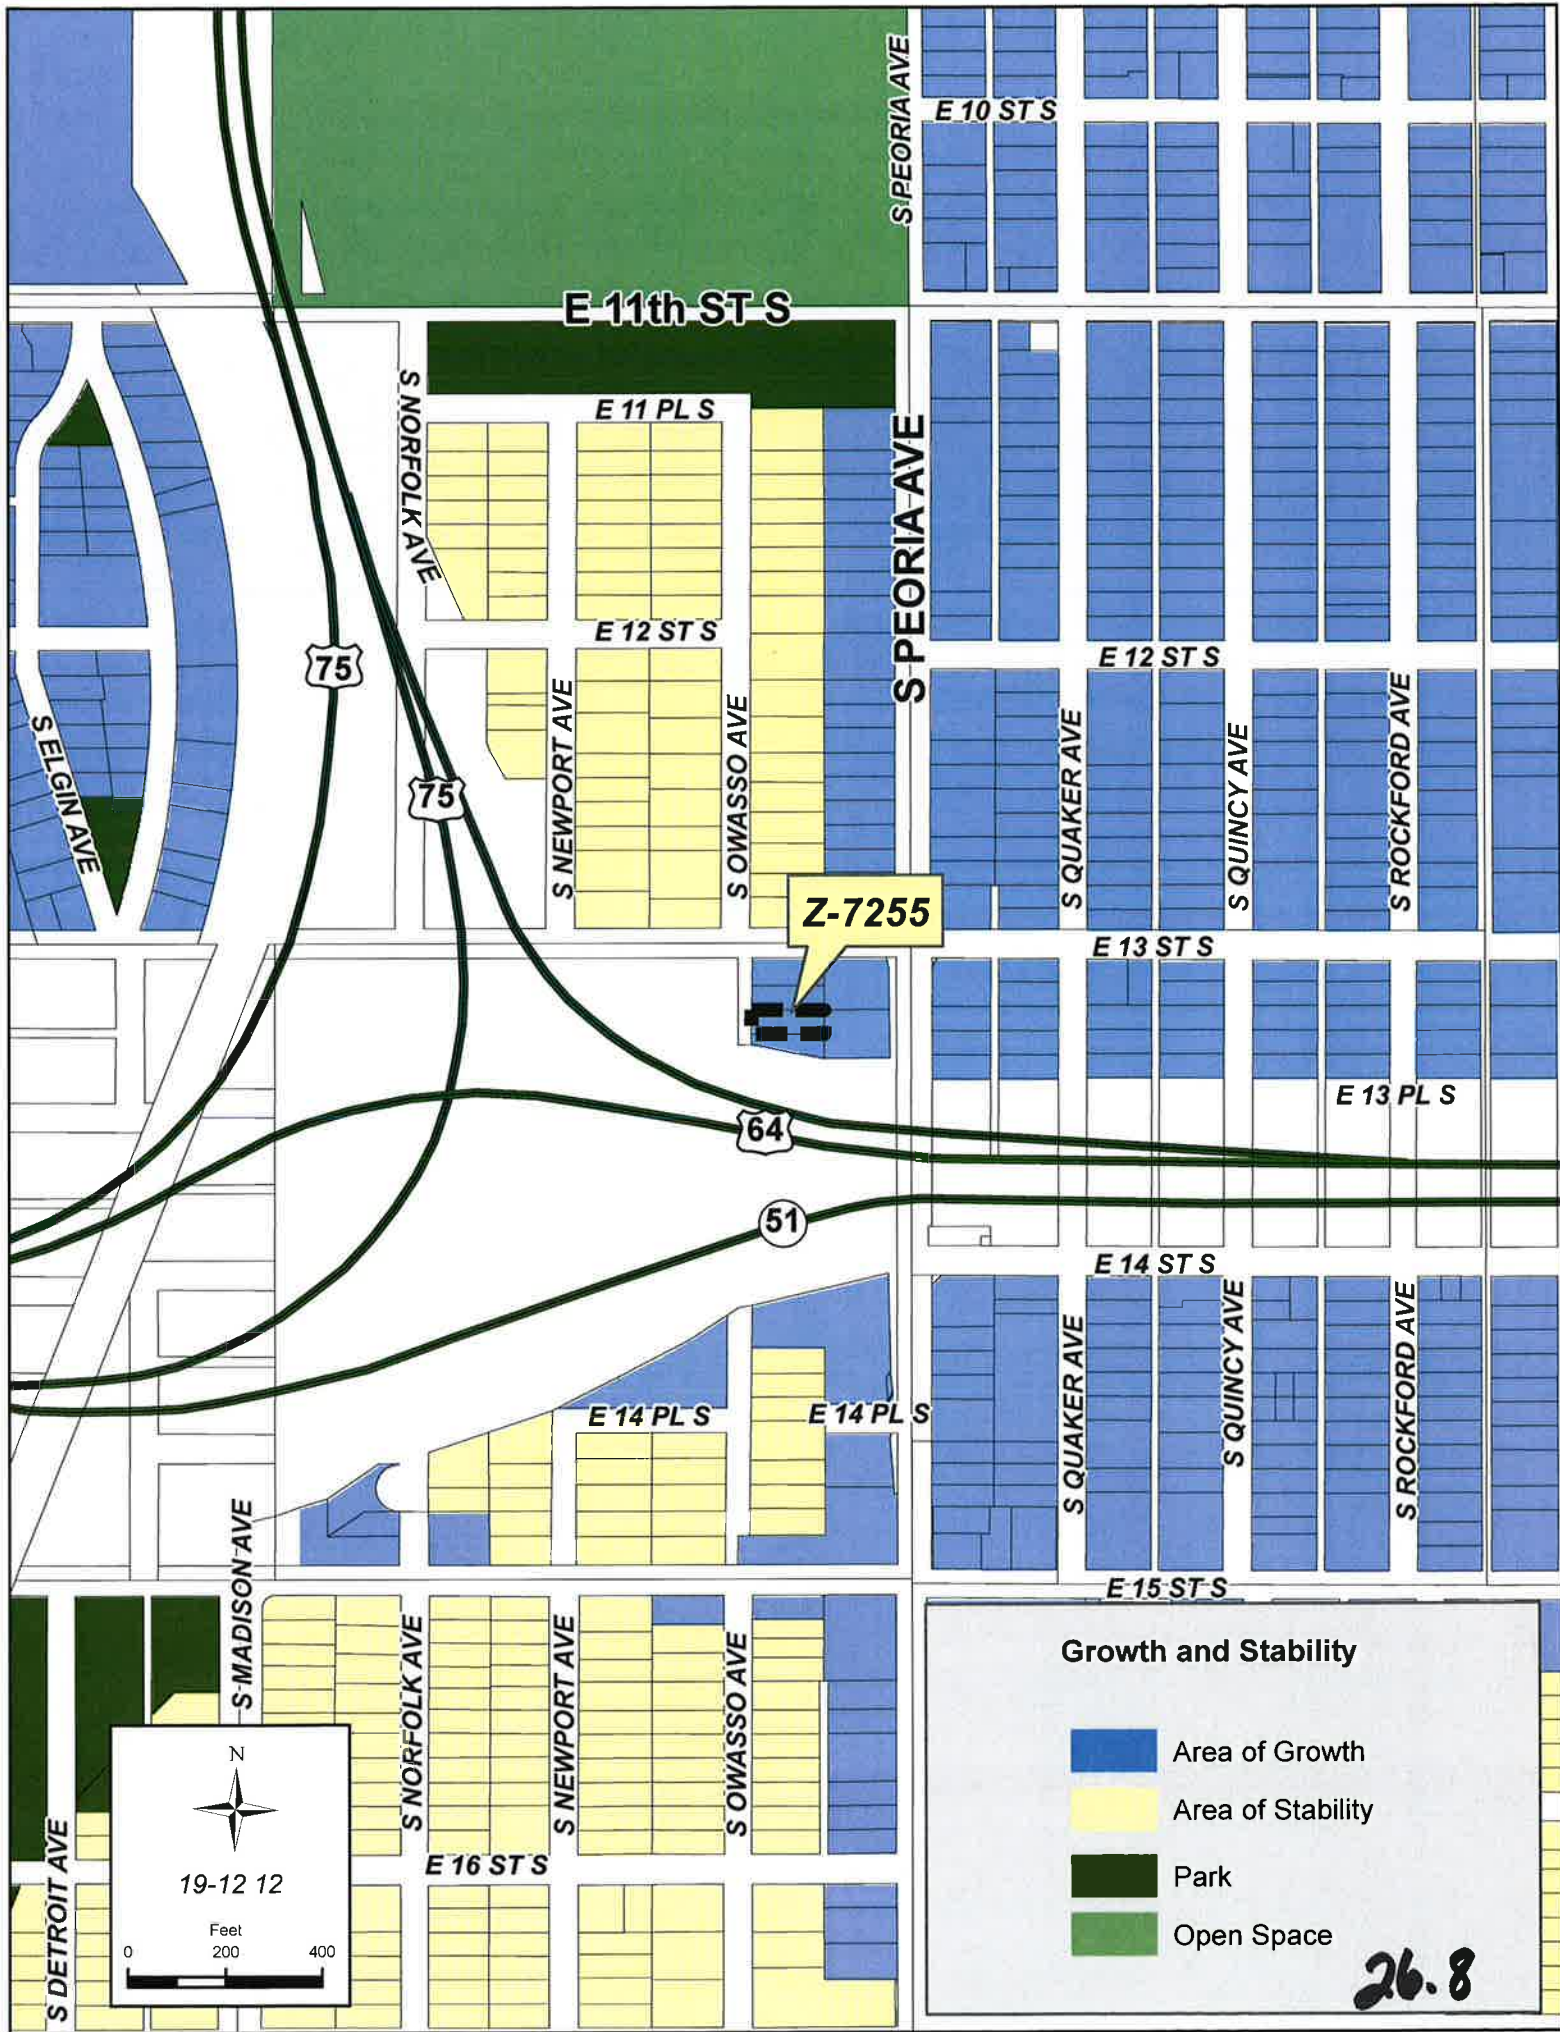 S PEORIA AVE
E 10 ST S
E 11th ST S
S NORFOLK AVE
E 11 PL S
S PEORIA AVE
E 12 ST S
E 12 ST S
75
S ELGIN AVE
75
S NEWPORT AVE
S OWASSO AVE
S QUAKER AVE
S QUINCY AVE
S ROCKFORD AVE
Z-7255
E 13 ST S
E 13 PL S
64
51
E 14 ST S
S QUAKER AVE
S QUINCY AVE
S ROCKFORD AVE
E 14 PL S
E 14 PL S
S MADISON AVE
E 15 ST S
S NORFOLK AVE
S NEWPORT AVE
S OWASSO AVE
E 16 ST S
S DETROIT AVE
N
19-12 12
Feet
0 200 400
Growth and Stability
Area of Growth
Area of Stability
Park
Open Space
26.8